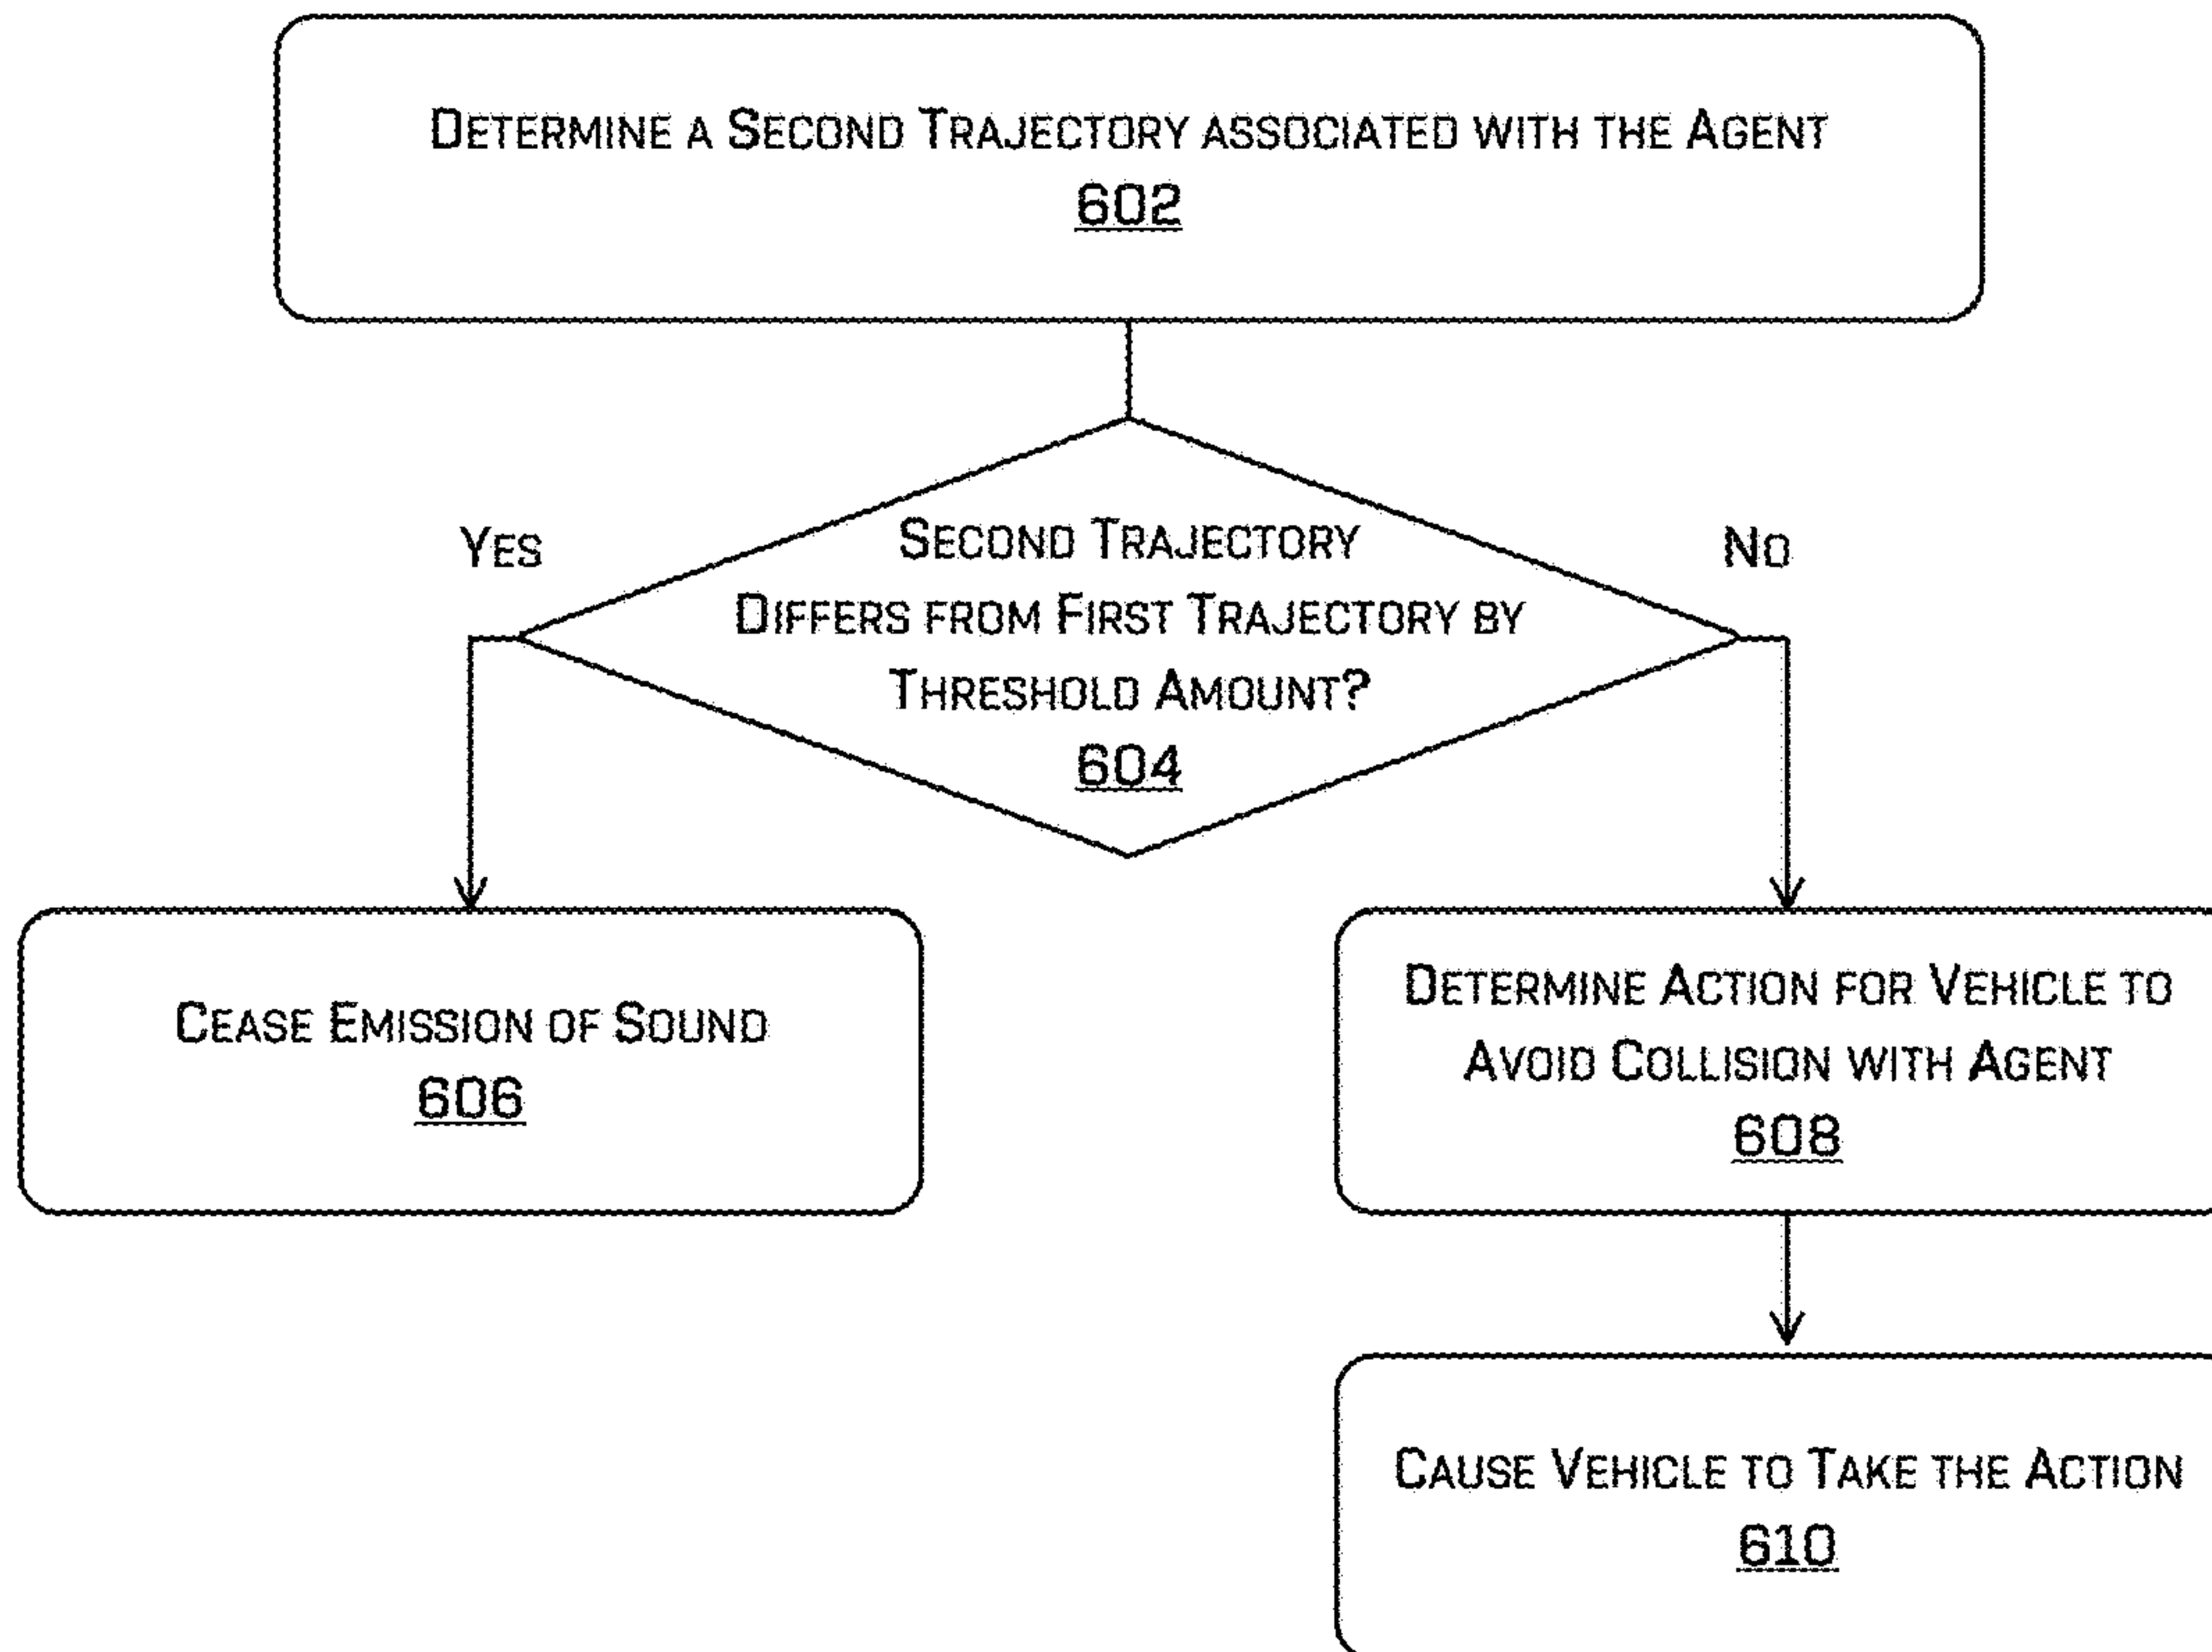 Determine a Second Trajectory associated with the Agent
602
Yes
No
Second Trajectory
Differs from First Trajectory by
Threshold Amount?
604
Cease Emission of Sound
606
Determine Action for Vehicle to
Avoid Collision with Agent
608
Cause Vehicle to Take the Action
610